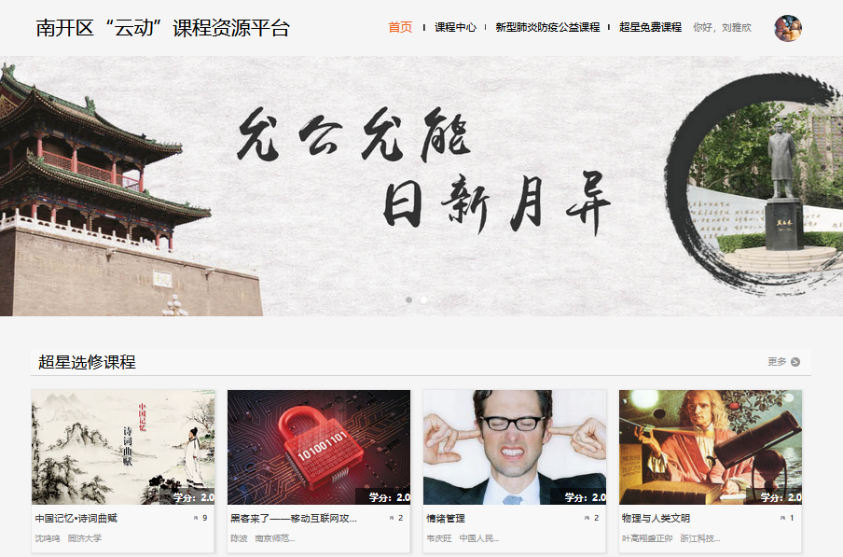 南开区“云动”课程资源平台
首页 课程中心 新型肺炎防疫公益课程 超星免费课程 你好，刘雅欣
允公允能
日新月异
超星选修课程
更多
中国记忆
诗词曲赋
101001101
学分：2.0
学分：2.0
学分：2.0
学分：2.0
中国记忆•诗词曲赋 9
黑客来了——移动互联网攻... 2
情绪管理 2
物理与人类文明 1
同济大学
陈波 南京师范...
韦庆旺 中国人民...
叶高翔盛正卯 浙江科技...